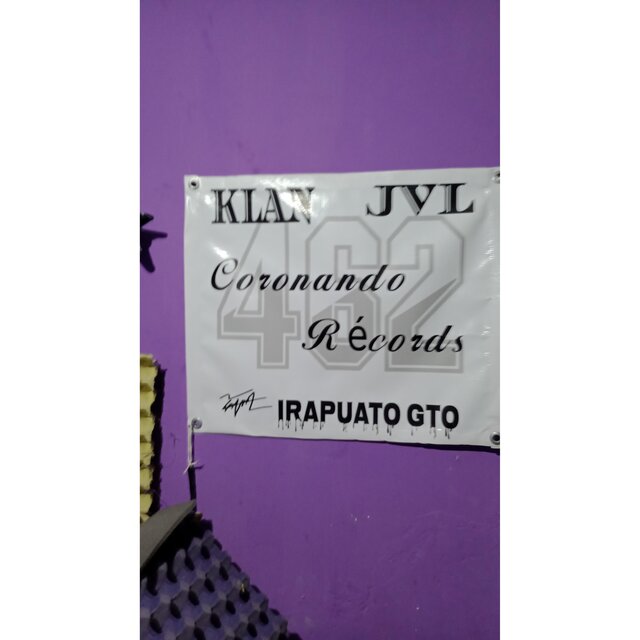 KLAN JVL
462
Coronando
Récords
IRAPUATO GTO